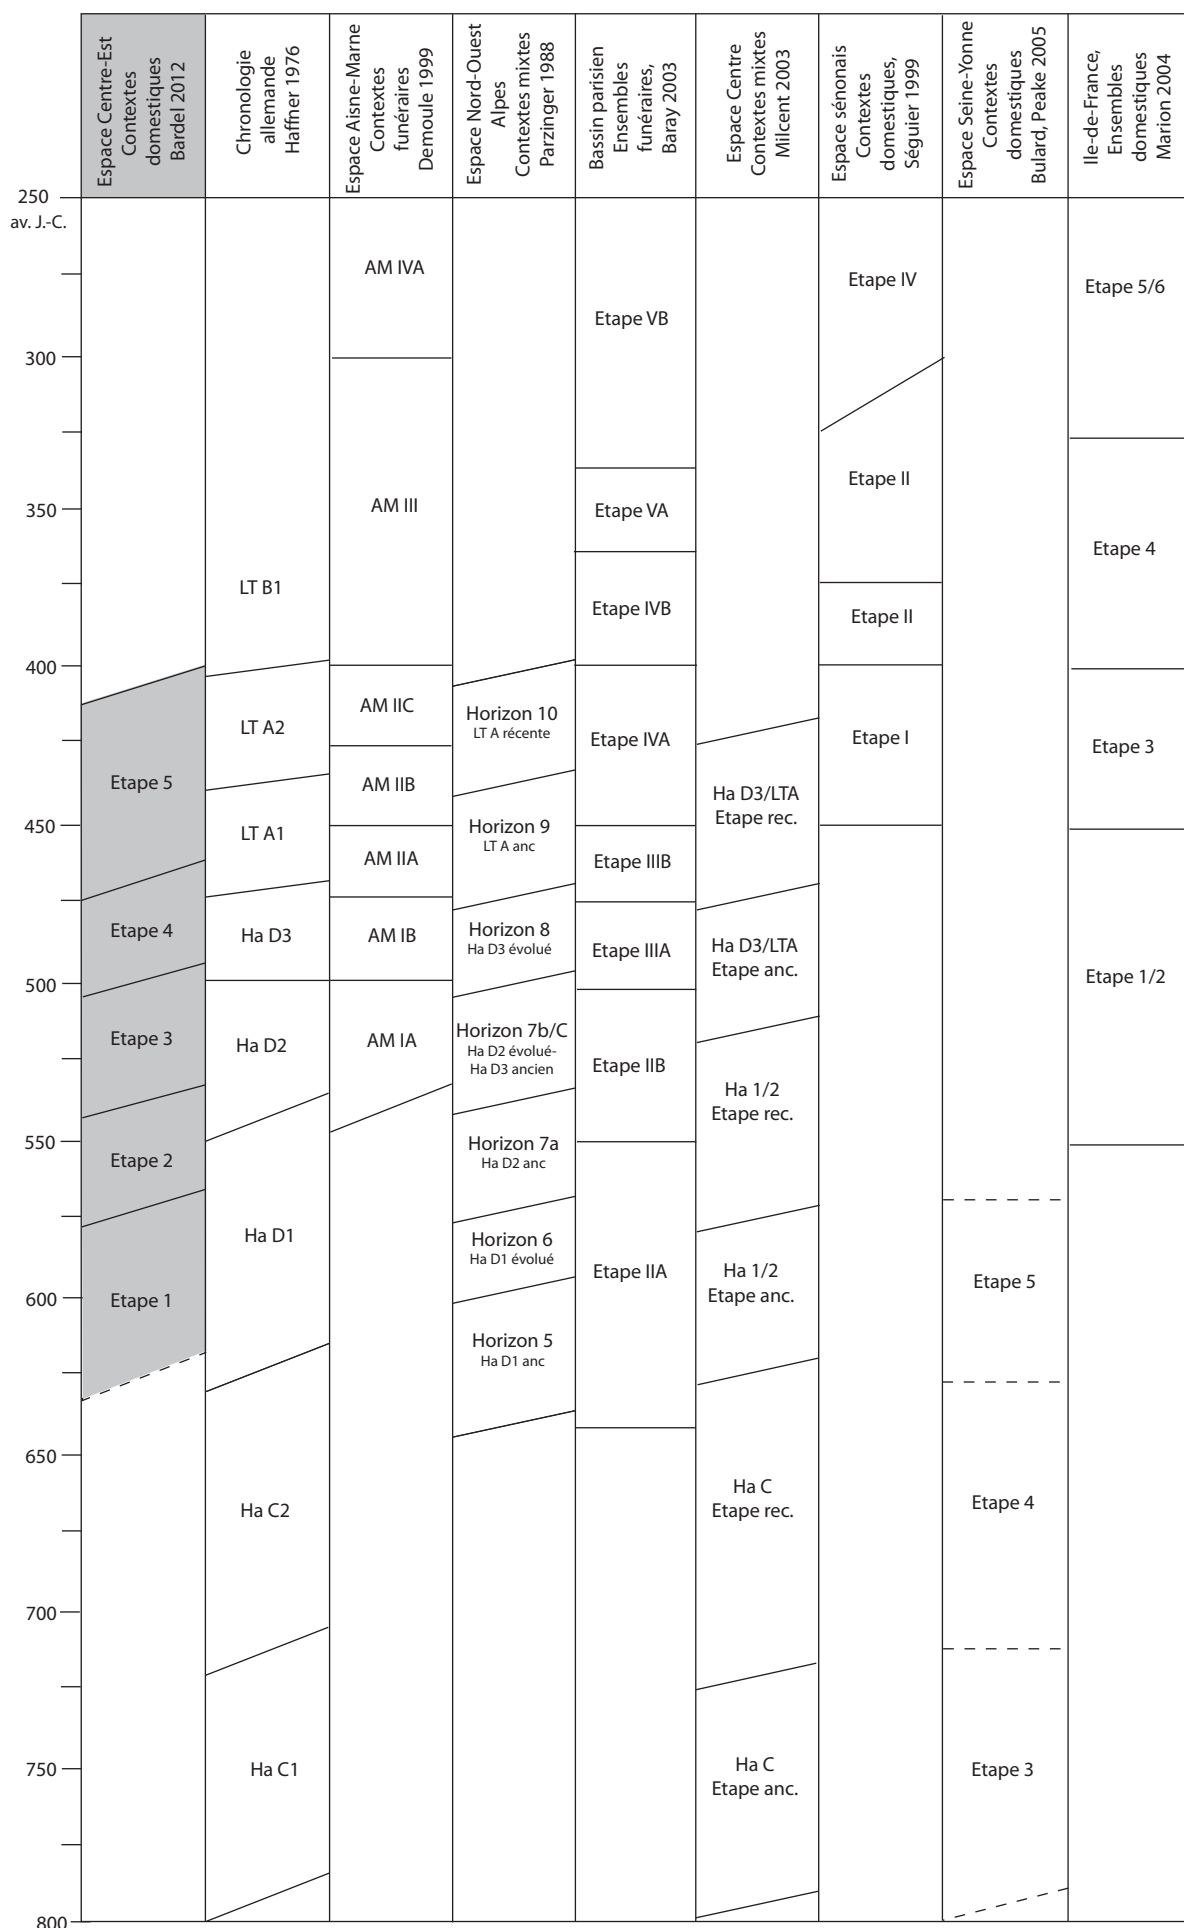 Espace Centre-Est
Contextes
domestiques
Bardel 2012
Chronologie
allemande
Haffner 1976
Espace Aisne-Marne
Contextes
funéraires
Demoule 1999
Espace Nord-Ouest
Alpes
Contextes mixtes
Parzinger 1988
Bassin parisien
Ensembles
funéraires,
Baray 2003
Espace Centre
Contextes mixtes
Milcent 2003
Espace sénonais
Contextes
domestiques,
Séguier 1999
Espace Seine-Yonne
Contextes
domestiques
Bulard, Peake 2005
Ile-de-France,
Ensembles
domestiques
Marion 2004
250
av. J.-C.
300
350
400
450
500
550
600
650
700
750
800
Etape 5
Etape 4
Etape 3
Etape 2
Etape 1
LT B1
LT A2
LT A1
Ha D3
Ha D2
Ha D1
Ha C2
Ha C1
AM IVA
AM III
AM IIC
AM IIB
AM IIA
AM IB
AM IA
Horizon 10
LT A récente
Horizon 9
LT A anc
Horizon 8
Ha D3 évolué
Horizon 7b/C
Ha D2 évolué-
Ha D3 ancien
Horizon 7a
Ha D2 anc
Horizon 6
Ha D1 évolué
Horizon 5
Ha D1 anc
Etape VB
Etape VA
Etape IVB
Etape IVA
Etape IIIB
Etape IIIA
Etape IIB
Etape IIA
Ha D3/LTA
Etape rec.
Ha D3/LTA
Etape anc.
Ha 1/2
Etape rec.
Ha 1/2
Etape anc.
Ha C
Etape rec.
Ha C
Etape anc.
Etape IV
Etape II
Etape II
Etape I
Etape 5
Etape 4
Etape 3
Etape 5/6
Etape 4
Etape 3
Etape 1/2